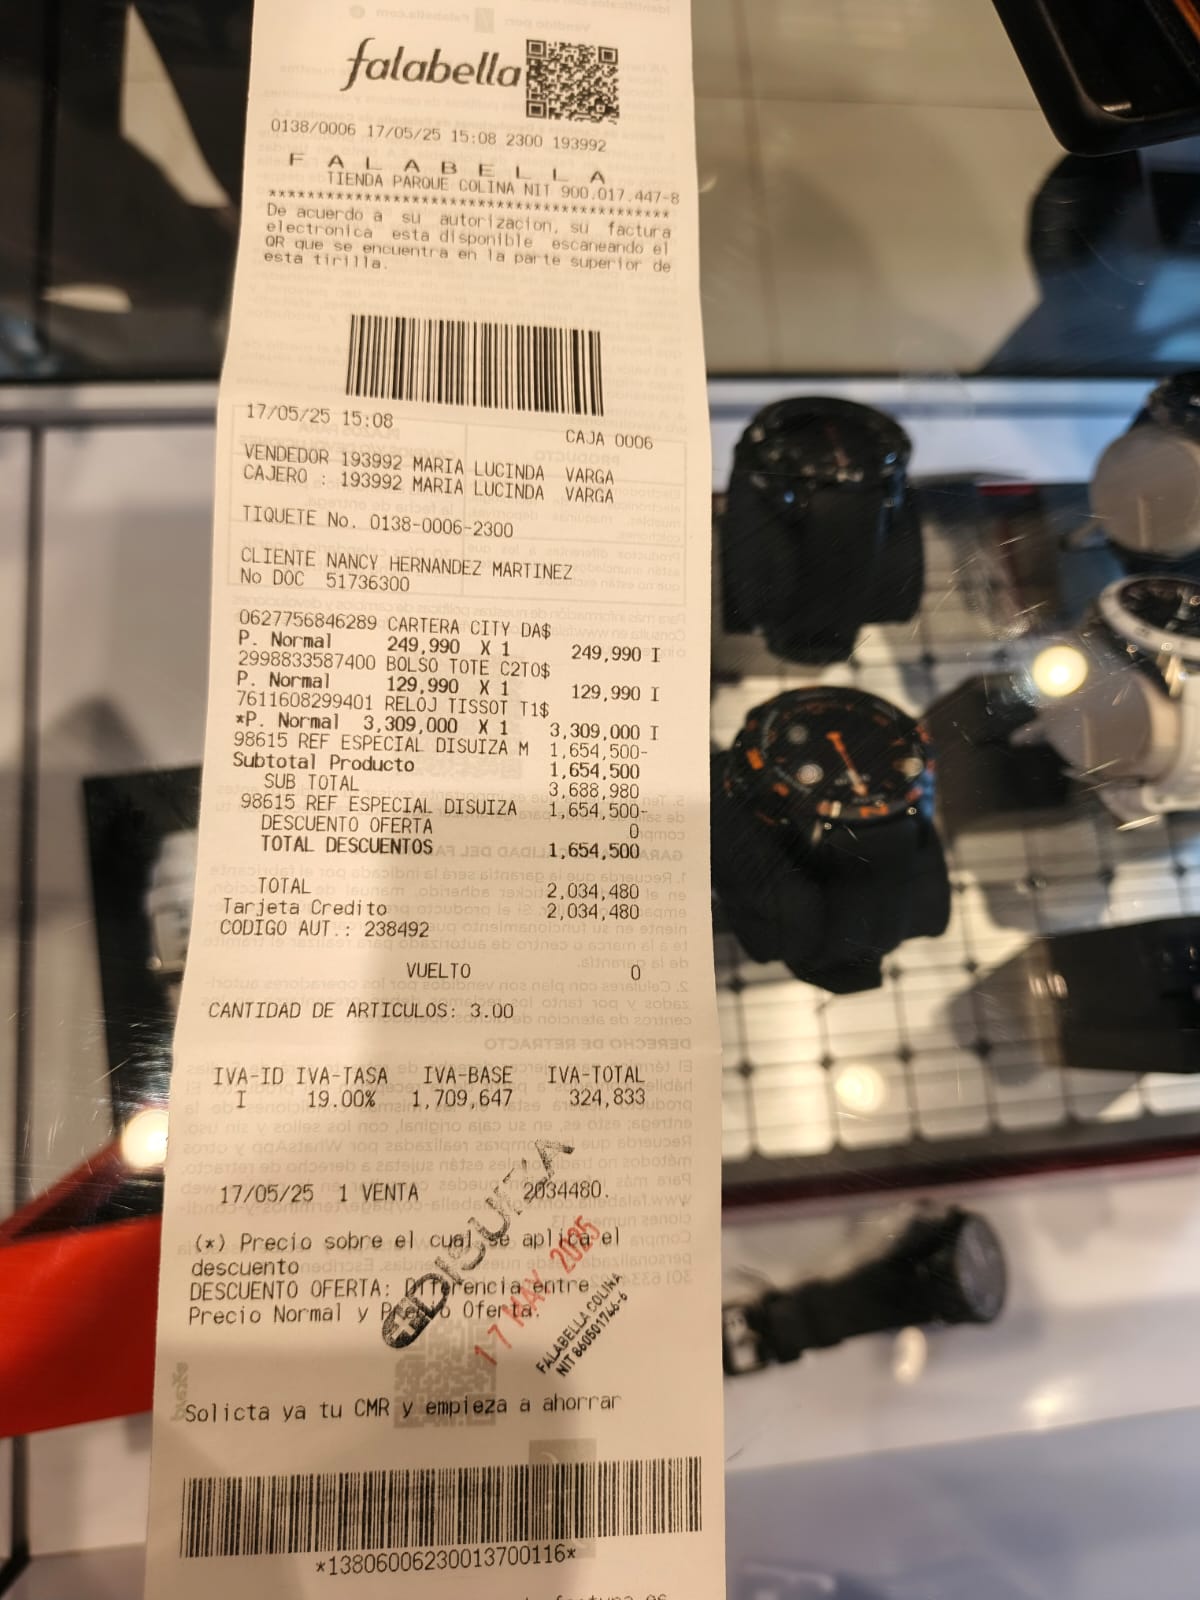 falabella
0138/0006 17/05/25 15:08 2300 193992
F A L A B E L L A
TIENDA PARQUE COLINA NIT 900.017.447-8
******************************************
De acuerdo a su autorizacion, su factura
electronica esta disponible escaneando el
QR que se encuentra en la parte superior de
esta tirilla.
17/05/25 15:08 CAJA 0006
VENDEDOR 193992 MARIA LUCINDA VARGA
CAJERO : 193992 MARIA LUCINDA VARGA
TIQUETE No. 0138-0006-2300
CLIENTE NANCY HERNANDEZ MARTINEZ
No DOC 51736300
0627756846289 CARTERA CITY DA$
P. Normal 249,990 X 1 249,990 I
2998833587400 BOLSO TOTE C2TO$
P. Normal 129,990 X 1 129,990 I
7611608299401 RELOJ TISSOT T1$
*P. Normal 3,309,000 X 1 3,309,000 I
98615 REF ESPECIAL DISUIZA M 1,654,500-
Subtotal Producto 1,654,500
SUB TOTAL 3,688,980
98615 REF ESPECIAL DISUIZA 1,654,500-
DESCUENTO OFERTA 0
TOTAL DESCUENTOS 1,654,500
TOTAL 2,034,480
Tarjeta Credito 2,034,480
CODIGO AUT.: 238492
VUELTO 0
CANTIDAD DE ARTICULOS: 3.00
IVA-ID IVA-TASA IVA-BASE IVA-TOTAL
I 19.00% 1,709,647 324,833
17/05/25 1 VENTA 2034480.
(*) Precio sobre el cual se aplica el
descuento
DESCUENTO OFERTA: Diferencia entre
Precio Normal y Precio Oferta.
DISUIZA
17 MAY 2025
FALABELLA COLINA
NIT 860501746-6
Solicta ya tu CMR y empieza a ahorrar
*13806006230013700116*